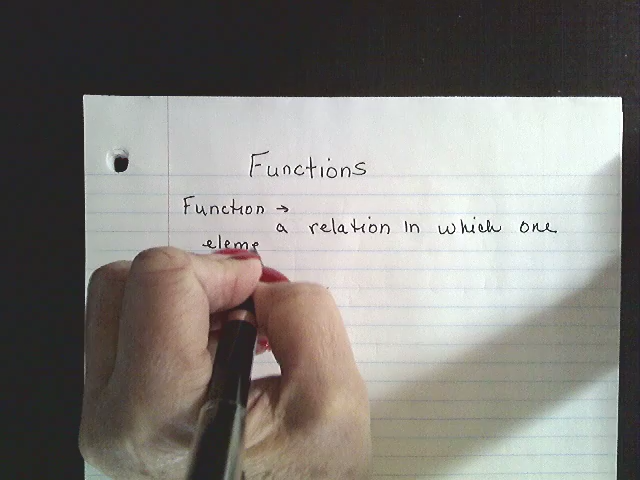 Functions
Function →
a relation in which one
eleme